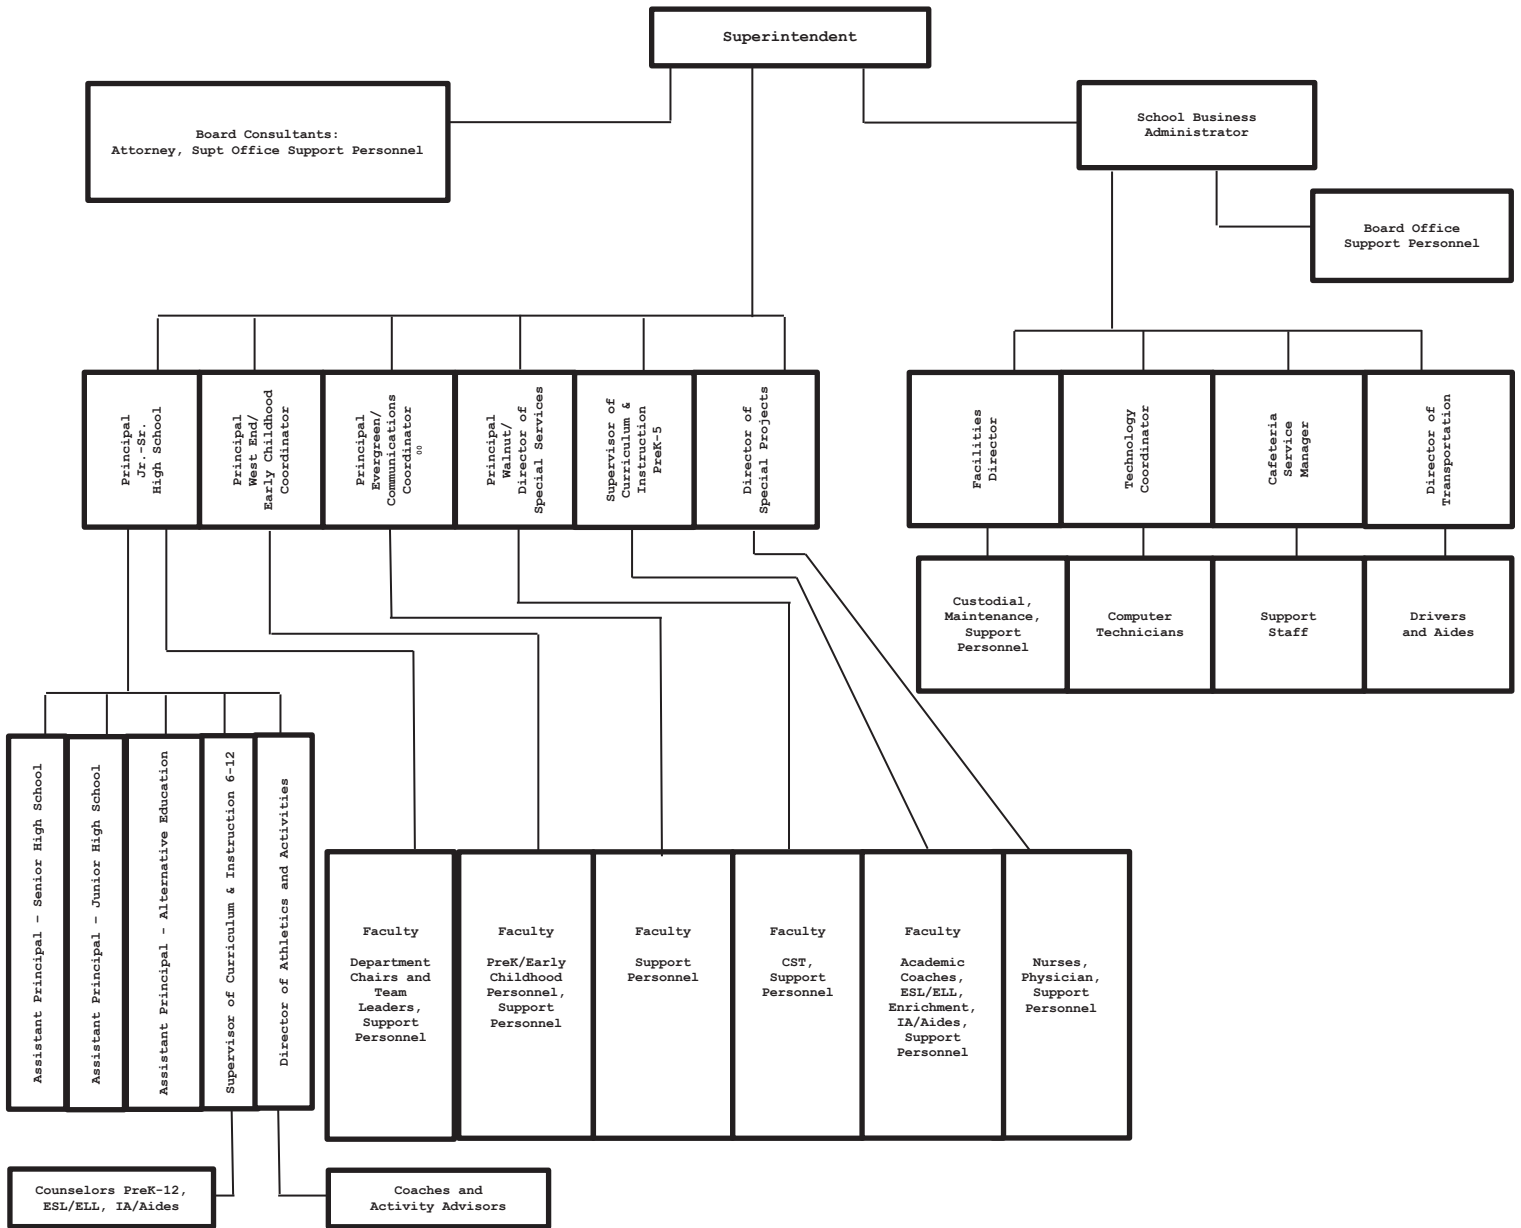 Superintendent
Board Consultants:
Attorney, Supt Office Support Personnel
School Business
Administrator
Board Office
Support Personnel
Principal
Jr.-Sr.
High School
Principal
West End/
Early Childhood
Coordinator
Principal
Evergreen/
Communications
Coordinator
00
Principal
Walnut/
Director of
Special Services
Supervisor of
Curriculum &
Instruction
PreK-5
Director of
Special Projects
Facilities
Director
Technology
Coordinator
Cafeteria
Service
Manager
Director of
Transportation
Custodial,
Maintenance,
Support
Personnel
Computer
Technicians
Support
Staff
Drivers
and Aides
Assistant Principal – Senior High School
Assistant Principal – Junior High School
Assistant Principal - Alternative Education
Supervisor of Curriculum & Instruction 6-12
Director of Athletics and Activities
Faculty
Department
Chairs and
Team
Leaders,
Support
Personnel
Faculty
PreK/Early
Childhood
Personnel,
Support
Personnel
Faculty
Support
Personnel
Faculty
CST,
Support
Personnel
Faculty
Academic
Coaches,
ESL/ELL,
Enrichment,
IA/Aides,
Support
Personnel
Nurses,
Physician,
Support
Personnel
Counselors PreK-12,
ESL/ELL, IA/Aides
Coaches and
Activity Advisors